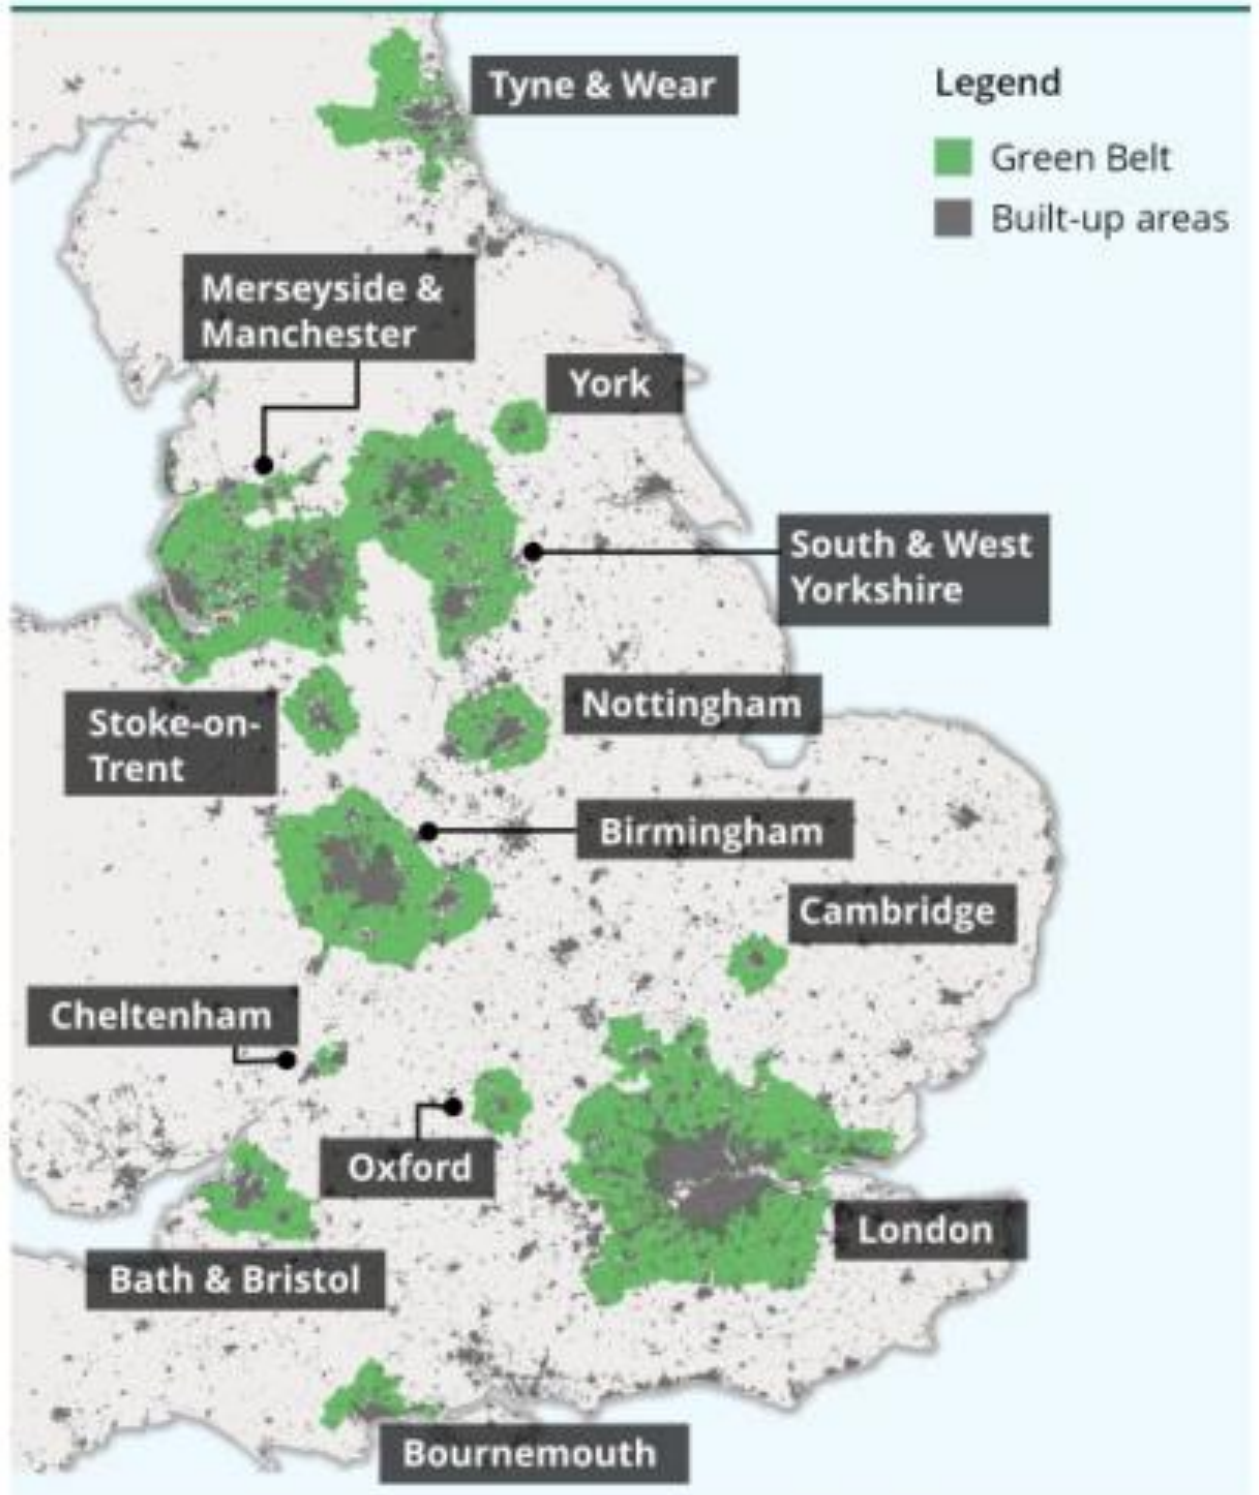 Tyne & Wear
Legend
Green Belt
Built-up areas
Merseyside &
Manchester
York
South & West
Yorkshire
Nottingham
Stoke-on-
Trent
Birmingham
Cambridge
Cheltenham
Oxford
London
Bath & Bristol
Bournemouth